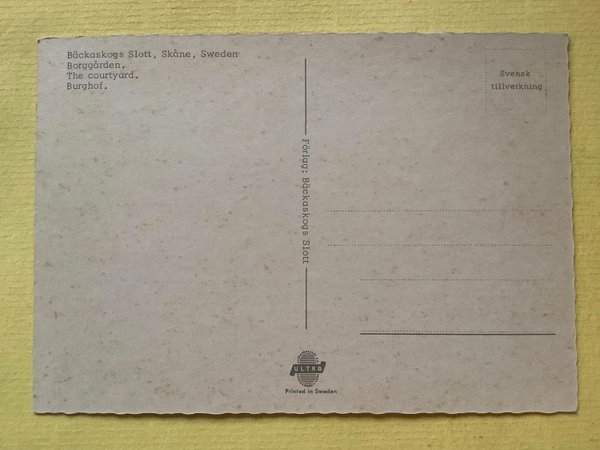 Bäckaskogs Slott, Skåne, Sweden
Borggården.
The courtyard.
Burghof.
Förlag: Bäckaskogs Slott
Svensk
tillverkning
ULTRA
Printed in Sweden